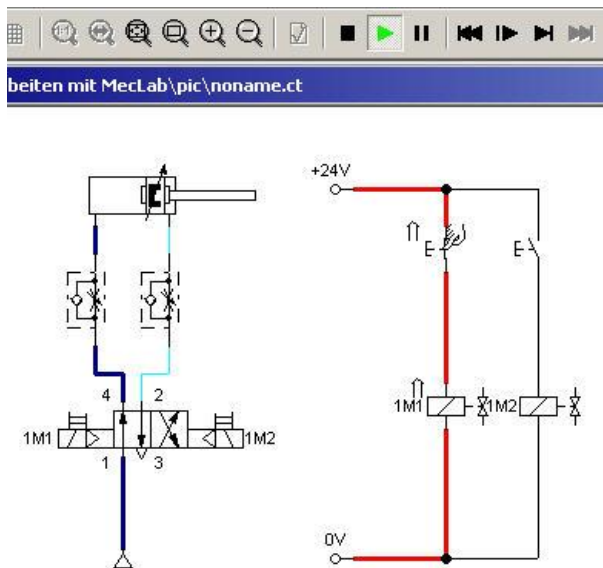 beiten mit MecLab\pic\noname.ct
+24V
4 2
1M1 1M2
1M1 1M2
1 3
0V